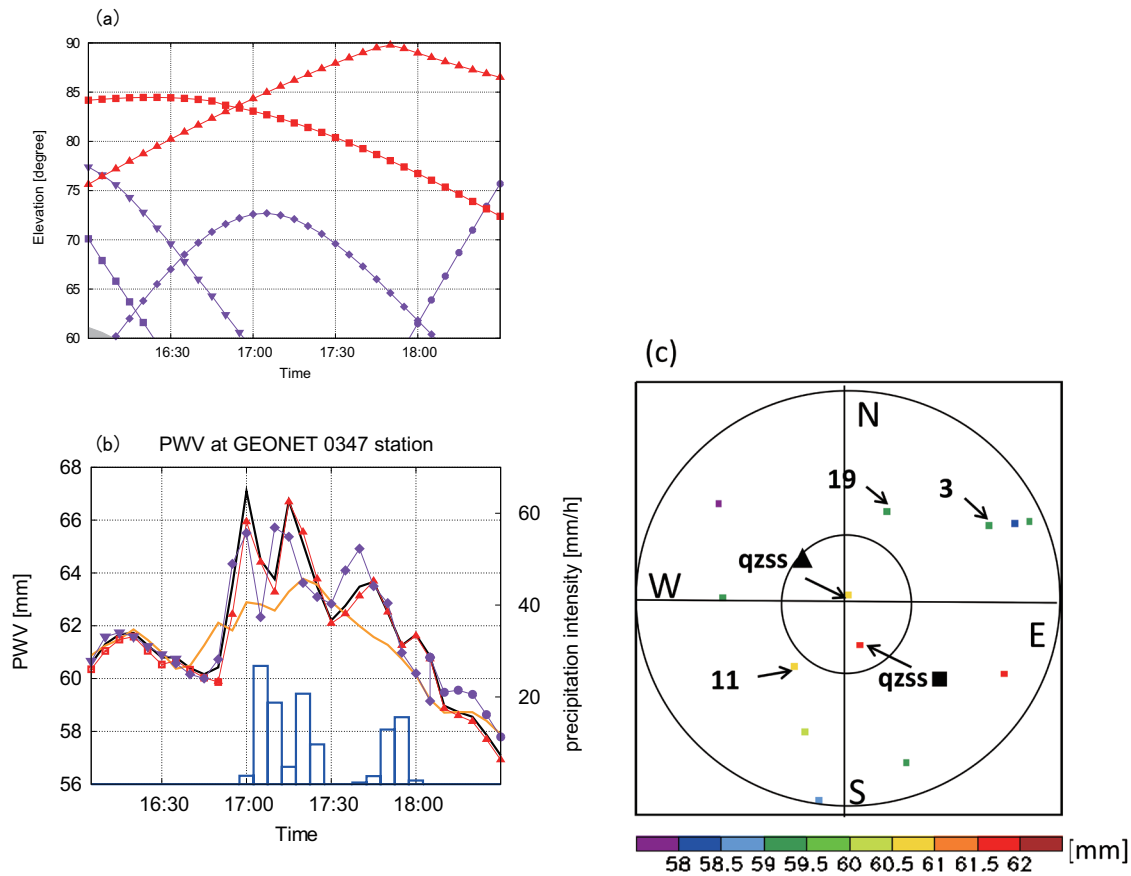 (a)
90
85
80
75
70
65
60
Elevation [degree]
16:30 17:00 17:30 18:00
Time
(b) PWV at GEONET 0347 station
68
66
64
62
60
58
56
PWV [mm]
60
40
20
precipitation intensity [mm/h]
16:30 17:00 17:30 18:00
Time
(c)
N
19
3
qzss
W
E
11
qzss
S
58 58.5 59 59.5 60 60.5 61 61.5 62 [mm]